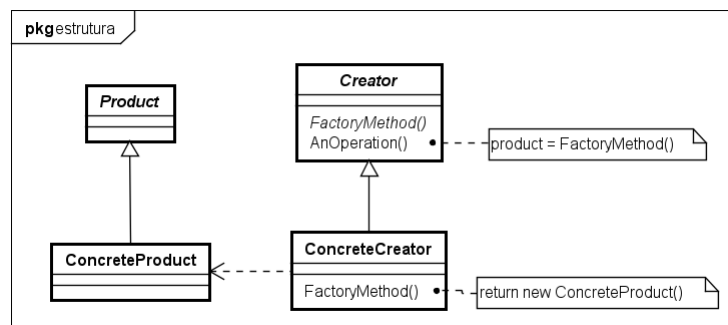 pkg estrutura
Product
Creator
FactoryMethod()
AnOperation()
product = FactoryMethod()
ConcreteProduct
ConcreteCreator
FactoryMethod()
return new ConcreteProduct()